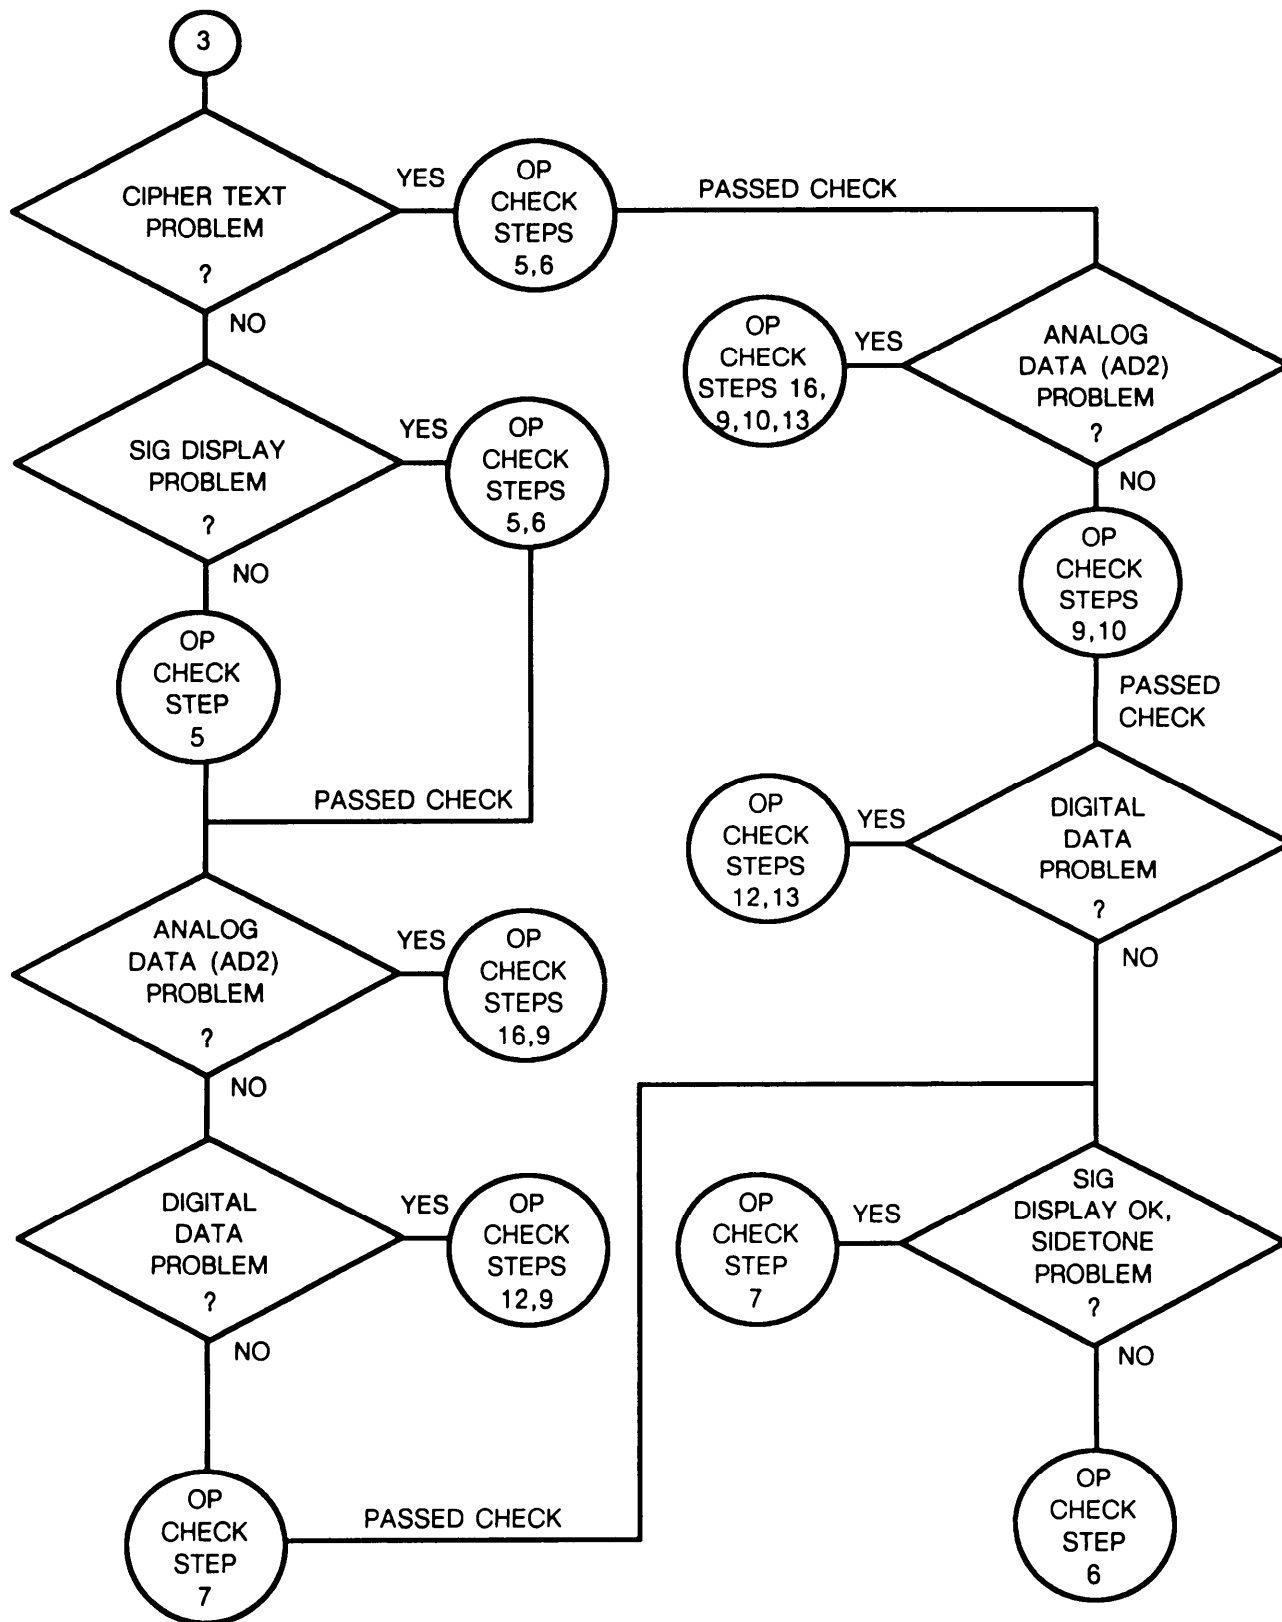 3
CIPHER TEXT
PROBLEM
?
YES
OP
CHECK
STEPS
5,6
PASSED CHECK
NO
SIG DISPLAY
PROBLEM
?
YES
OP
CHECK
STEPS
5,6
NO
OP
CHECK
STEP
5
PASSED CHECK
ANALOG
DATA (AD2)
PROBLEM
?
YES
OP
CHECK
STEPS
16,9
NO
DIGITAL
DATA
PROBLEM
?
YES
OP
CHECK
STEPS
12,9
NO
OP
CHECK
STEP
7
PASSED CHECK
ANALOG
DATA (AD2)
PROBLEM
?
YES
OP
CHECK
STEPS 16,
9,10,13
NO
OP
CHECK
STEPS
9,10
PASSED
CHECK
DIGITAL
DATA
PROBLEM
?
YES
OP
CHECK
STEPS
12,13
NO
SIG
DISPLAY OK,
SIDETONE
PROBLEM
?
YES
OP
CHECK
STEP
7
NO
OP
CHECK
STEP
6